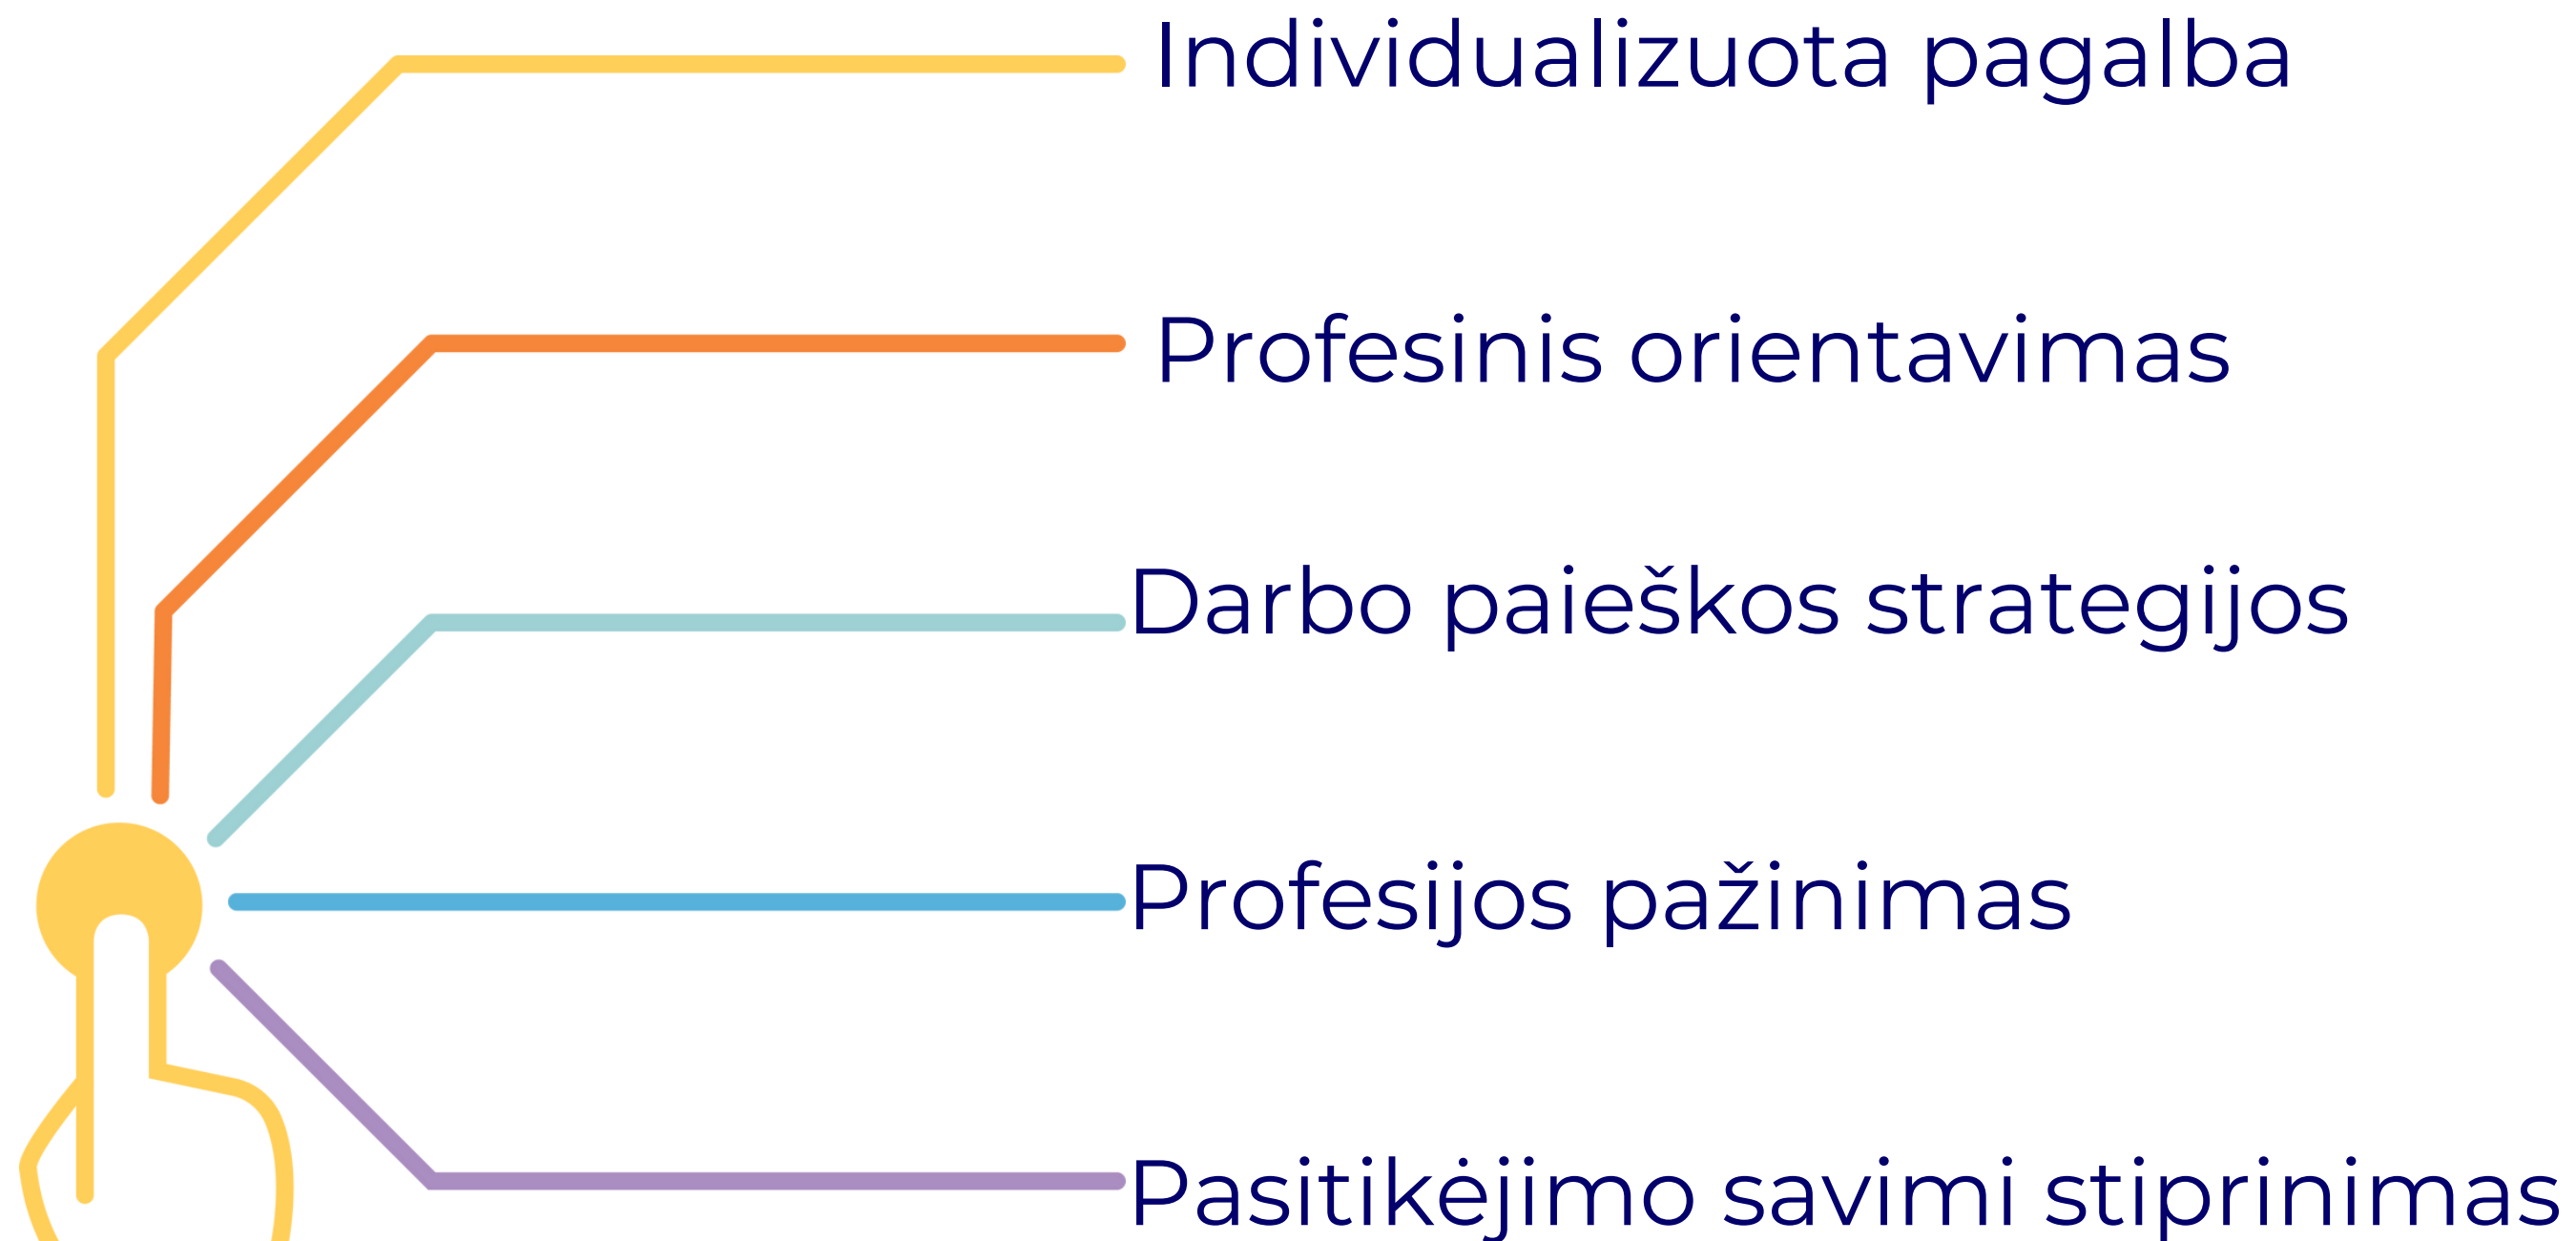 Individualizuota pagalba
Profesinis orientavimas
Darbo paieškos strategijos
Profesijos pažinimas
Pasitikėjimo savimi stiprinimas